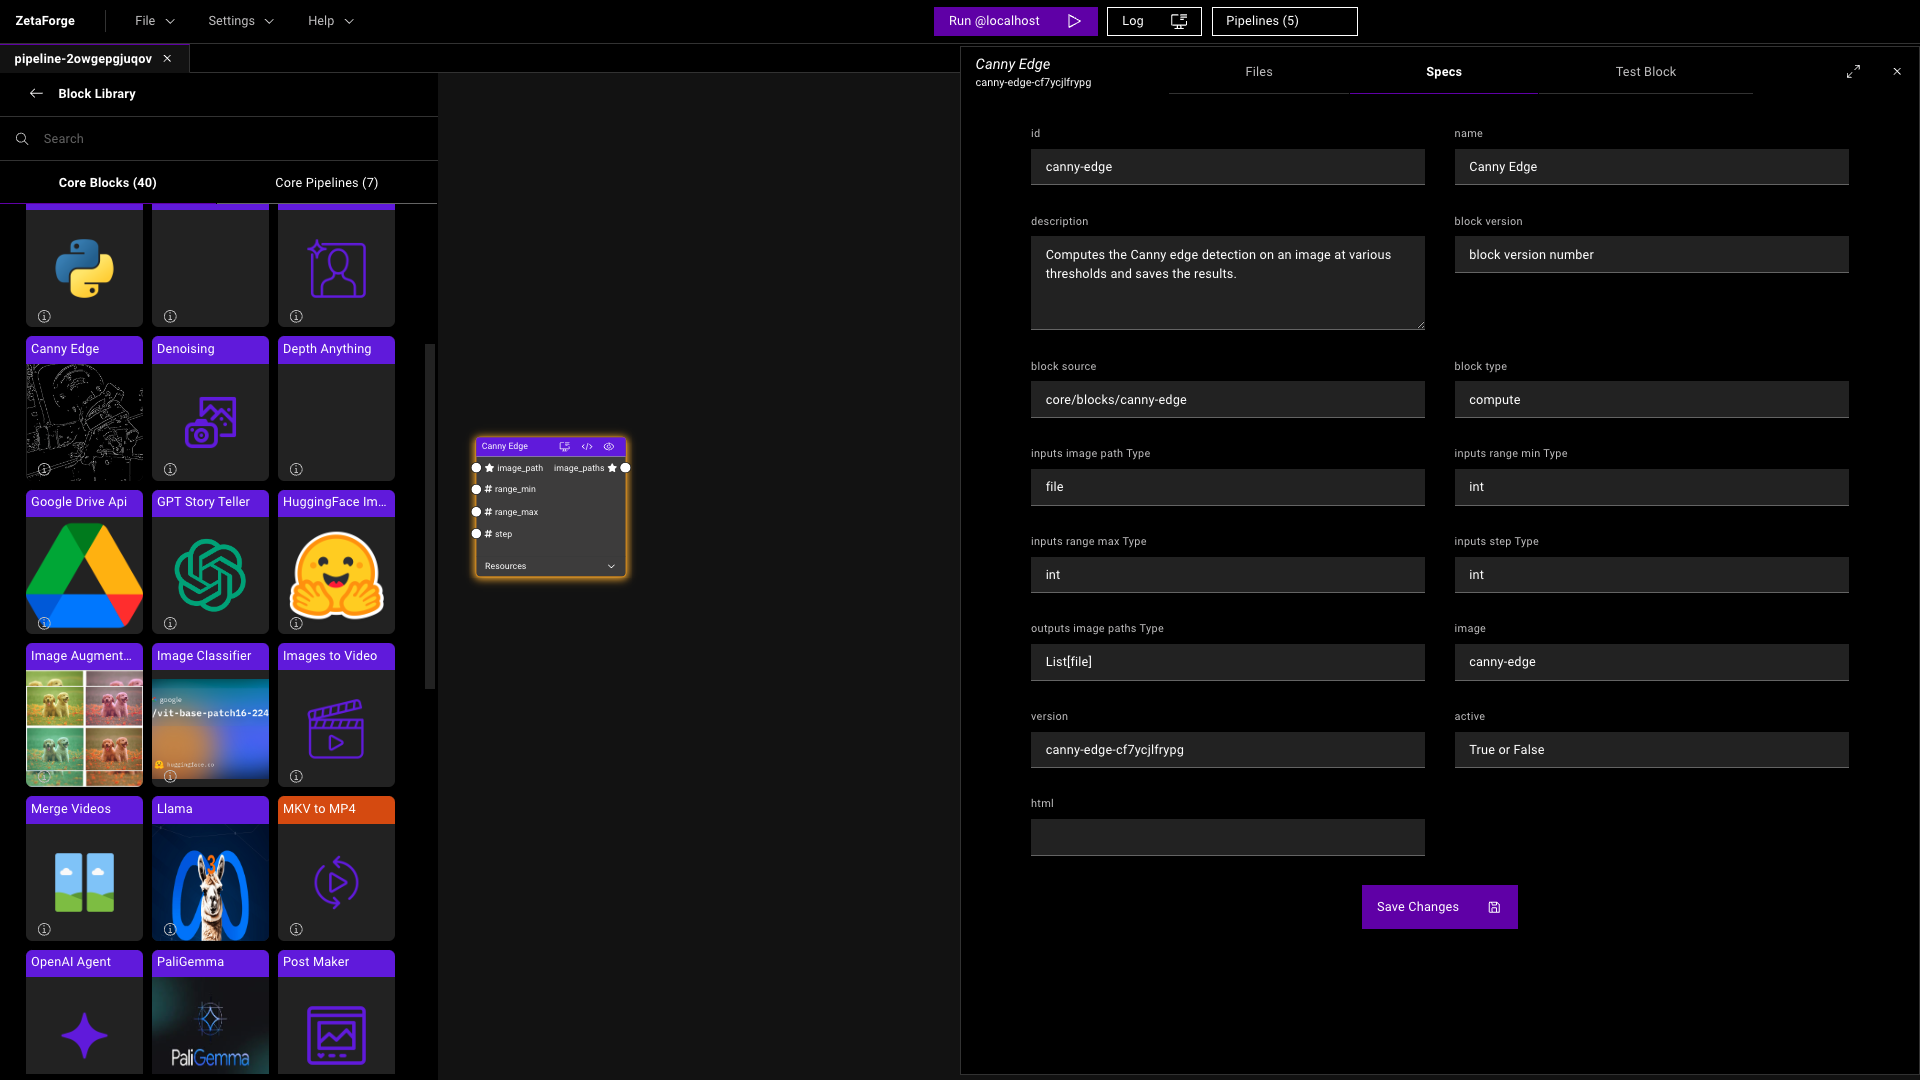 ZetaForge
File
Settings
Help
Run @localhost
Log
Pipelines (5)
pipeline-2owgepgjuqov
Block Library
Search
Core Blocks (40)
Core Pipelines (7)
Canny Edge
Denoising
Depth Anything
Google Drive Api
GPT Story Teller
HuggingFace Im...
Image Augment...
Image Classifier
Images to Video
google
/vit-base-patch16-224
huggingface.co
Merge Videos
Llama
MKV to MP4
3
OpenAI Agent
PaliGemma
Post Maker
PaliGemma
Canny Edge
image_path
image_paths
# range_min
# range_max
# step
Resources
Canny Edge
canny-edge-cf7ycjlfrypg
Files
Specs
Test Block
id
canny-edge
name
Canny Edge
description
Computes the Canny edge detection on an image at various
thresholds and saves the results.
block version
block version number
block source
core/blocks/canny-edge
block type
compute
inputs image path Type
file
inputs range min Type
int
inputs range max Type
int
inputs step Type
int
outputs image paths Type
List[file]
image
canny-edge
version
canny-edge-cf7ycjlfrypg
active
True or False
html
Save Changes